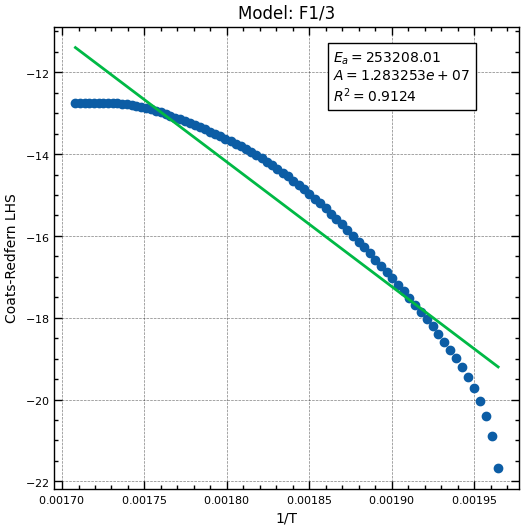 Model: F1/3
E_a = 253208.01
A = 1.283253e + 07
R² = 0.9124
Coats-Redfern LHS
−12
−14
−16
−18
−20
−22
0.00170 0.00175 0.00180 0.00185 0.00190 0.00195
1/T